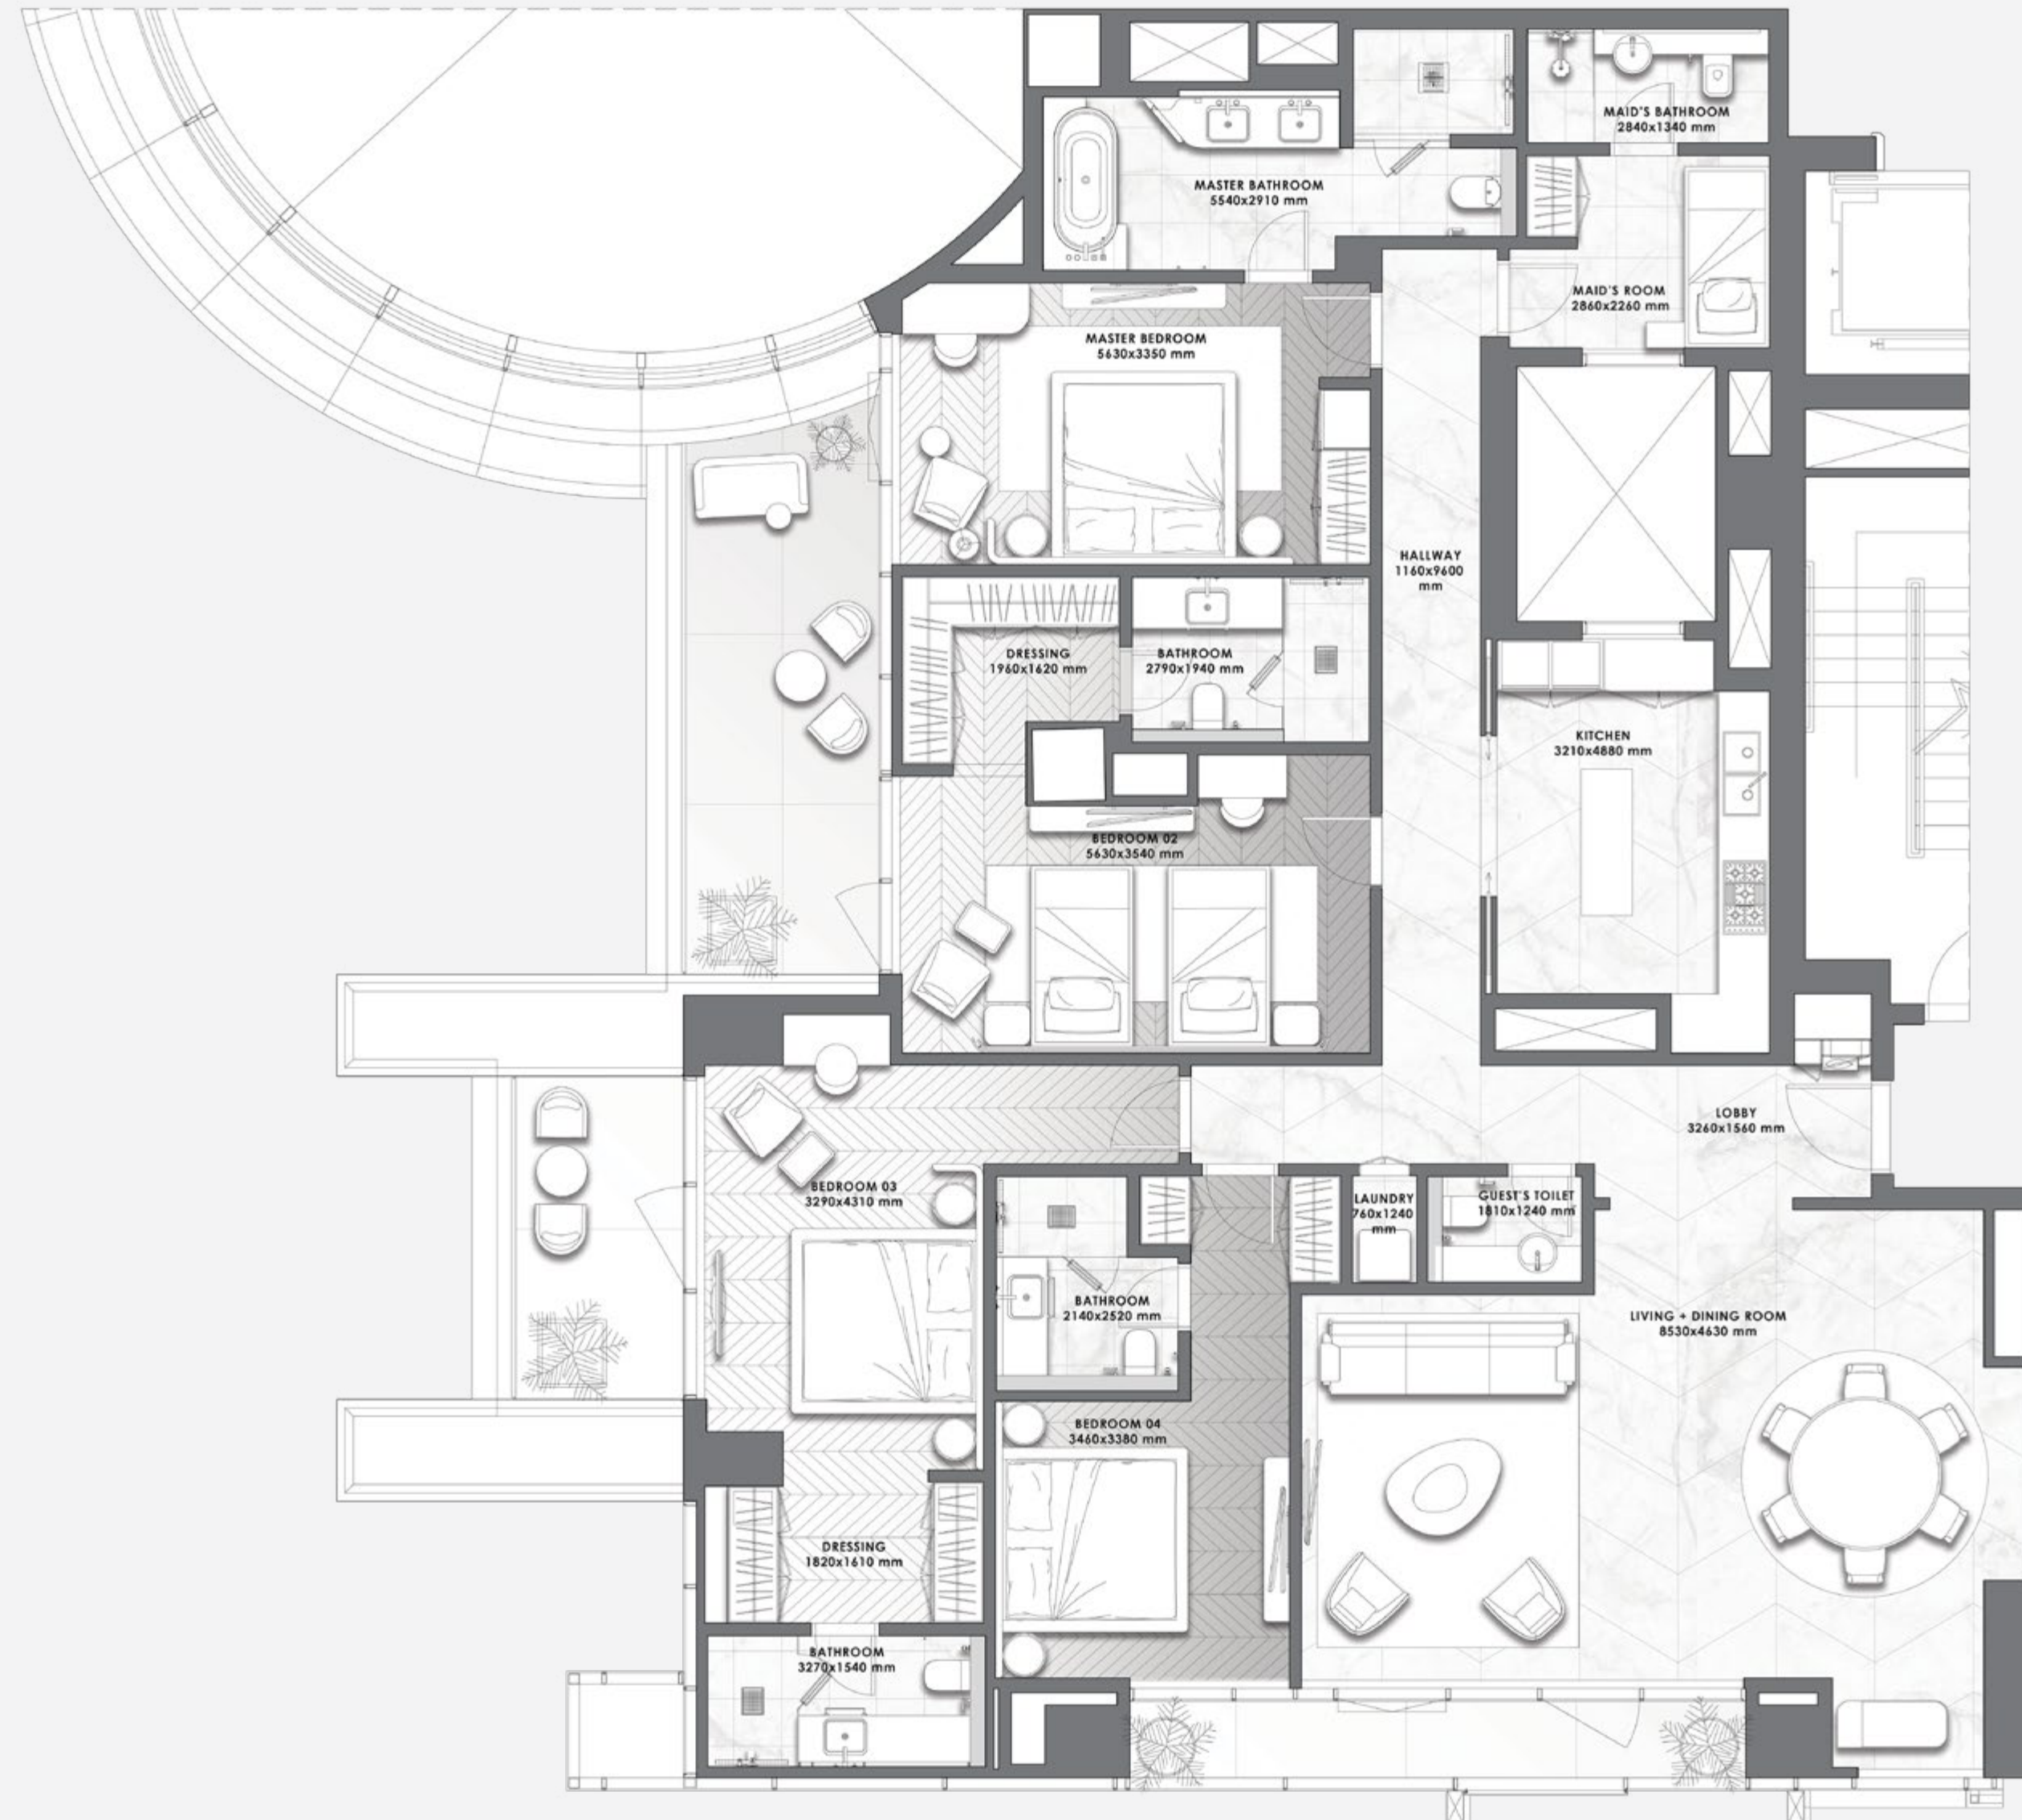 MAID'S BATHROOM
2840x1340 mm
MASTER BATHROOM
5540x2910 mm
MAID'S ROOM
2860x2260 mm
MASTER BEDROOM
5630x3350 mm
HALLWAY
1160x9600
mm
DRESSING
1960x1620 mm
BATHROOM
2790x1940 mm
KITCHEN
3210x4880 mm
BEDROOM 02
5630x3540 mm
LOBBY
3260x1560 mm
BEDROOM 03
3290x4310 mm
LAUNDRY
760x1240
mm
GUEST'S TOILET
1810x1240 mm
BATHROOM
2140x2520 mm
LIVING + DINING ROOM
8530x4630 mm
BEDROOM 04
3460x3380 mm
DRESSING
1820x1610 mm
BATHROOM
3270x1540 mm